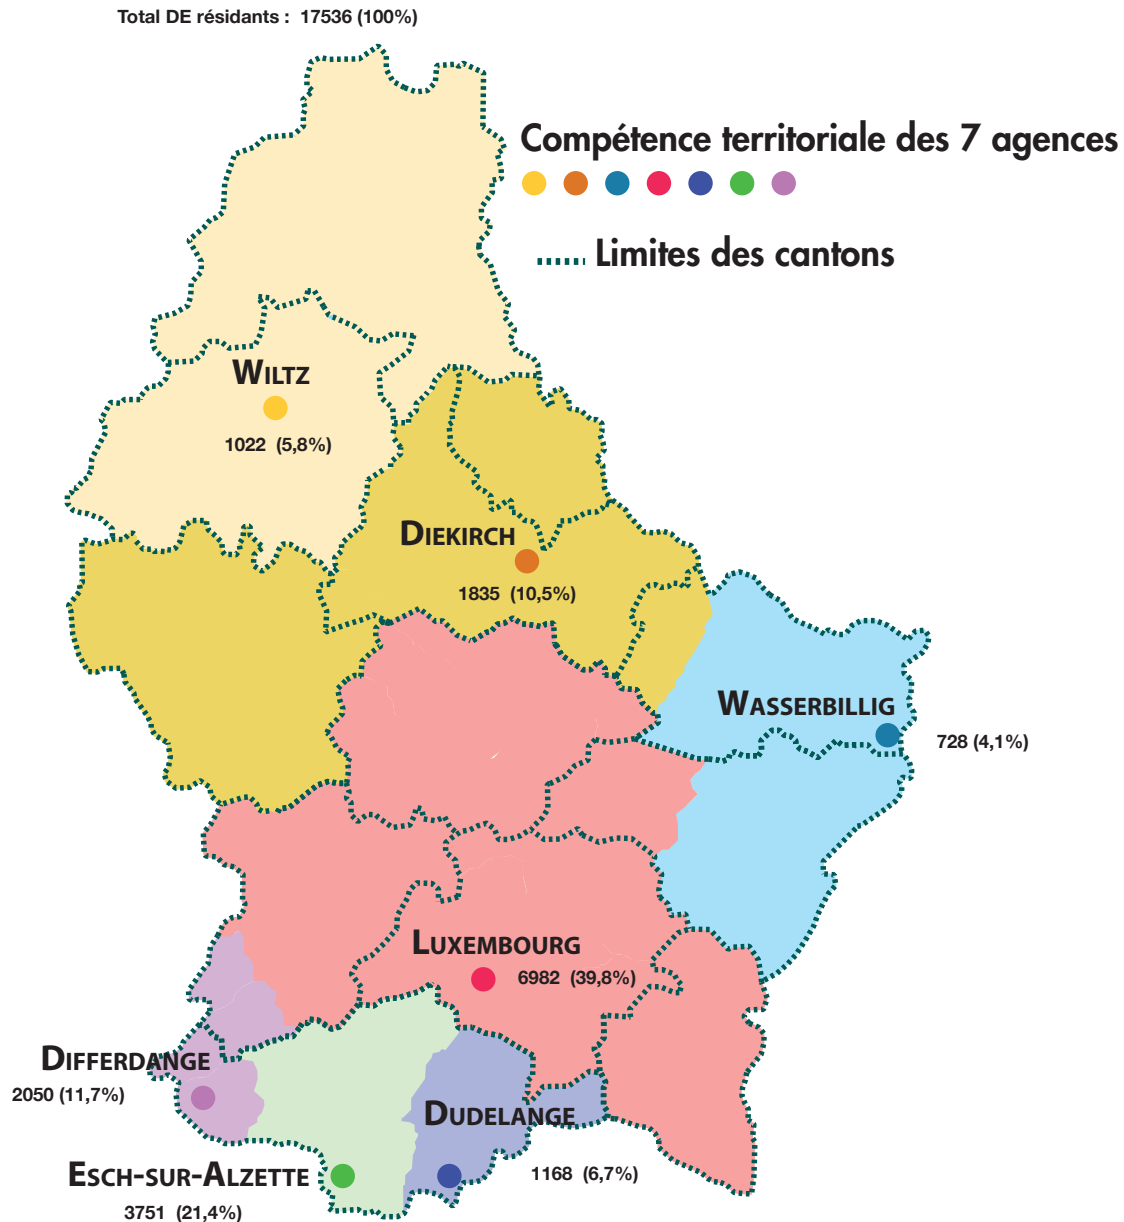 Total DE résidants : 17536 (100%)
Compétence territoriale des 7 agences
Limites des cantons
WILTZ
1022 (5,8%)
DIEKIRCH
1835 (10,5%)
WASSERBILLIG
728 (4,1%)
LUXEMBOURG
6982 (39,8%)
DIFFERDANGE
2050 (11,7%)
DUDELANGE
1168 (6,7%)
ESCH-SUR-ALZETTE
3751 (21,4%)